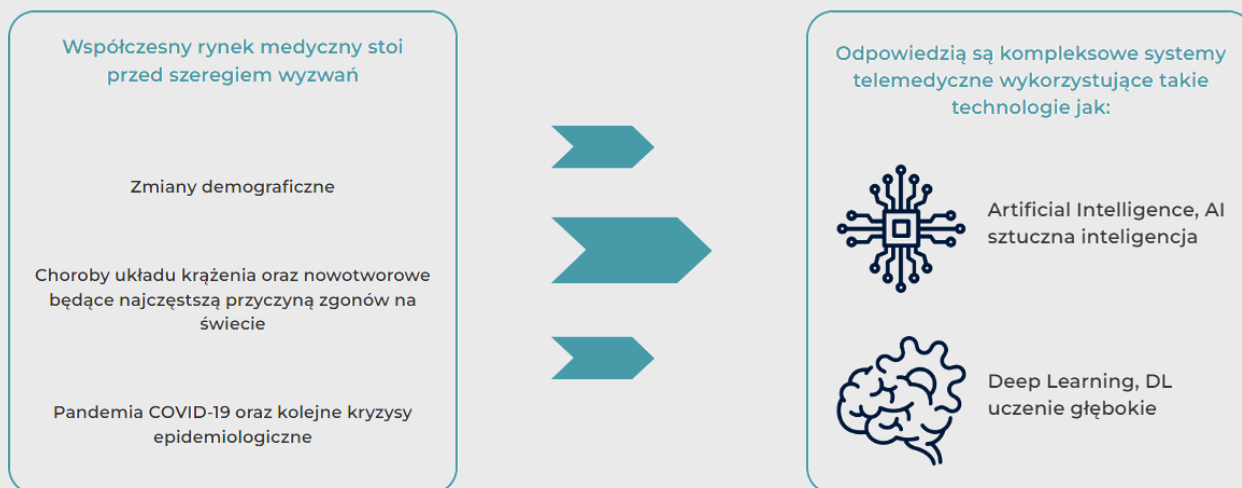 Współczesny rynek medyczny stoi
przed szeregiem wyzwań
Zmiany demograficzne
Choroby układu krążenia oraz nowotworowe
będące najczęstszą przyczyną zgonów na
świecie
Pandemia COVID-19 oraz kolejne kryzysy
epidemiologiczne
Odpowiedzią są kompleksowe systemy
telemedyczne wykorzystujące takie
technologie jak:
Artificial Intelligence, AI
sztuczna inteligencja
Deep Learning, DL
uczenie głębokie